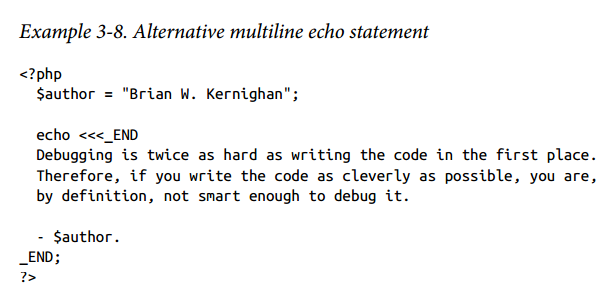 Example 3-8. Alternative multiline echo statement
<?php
  $author = "Brian W. Kernighan";

  echo <<<_END
  Debugging is twice as hard as writing the code in the first place.
  Therefore, if you write the code as cleverly as possible, you are,
  by definition, not smart enough to debug it.

  - $author.
_END;
?>